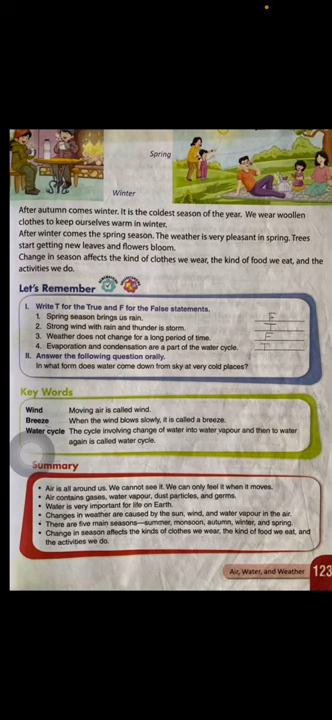 Spring
Winter
After autumn comes winter. It is the coldest season of the year. We wear woollen
clothes to keep ourselves warm in winter.
After winter comes the spring season. The weather is very pleasant in spring. Trees
start getting new leaves and flowers bloom.
Change in season affects the kind of clothes we wear, the kind of food we eat, and the
activities we do.
Let's Remember
I. Write T for the True and F for the False statements.
1. Spring season brings us rain. F
2. Strong wind with rain and thunder is storm. T
3. Weather does not change for a long period of time. F
4. Evaporation and condensation are a part of the water cycle. T
II. Answer the following question orally.
In what form does water come down from sky at very cold places?
Key Words
Wind Moving air is called wind.
Breeze When the wind blows slowly, it is called a breeze.
Water cycle The cycle involving change of water into water vapour and then to water
again is called water cycle.
Summary
• Air is all around us. We cannot see it. We can only feel it when it moves.
• Air contains gases, water vapour, dust particles, and germs.
• Water is very important for life on Earth.
• Changes in weather are caused by the sun, wind, and water vapour in the air.
• There are five main seasons—summer, monsoon, autumn, winter, and spring.
• Change in season affects the kinds of clothes we wear, the kind of food we eat, and
the activities we do.
Air, Water, and Weather 123